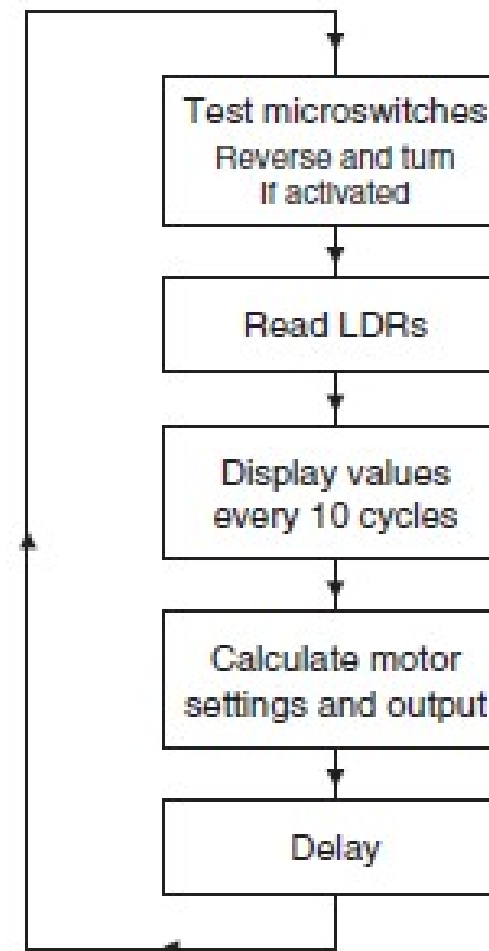 Test microswitches
Reverse and turn
if activated
Read LDRs
Display values
every 10 cycles
Calculate motor
settings and output
Delay